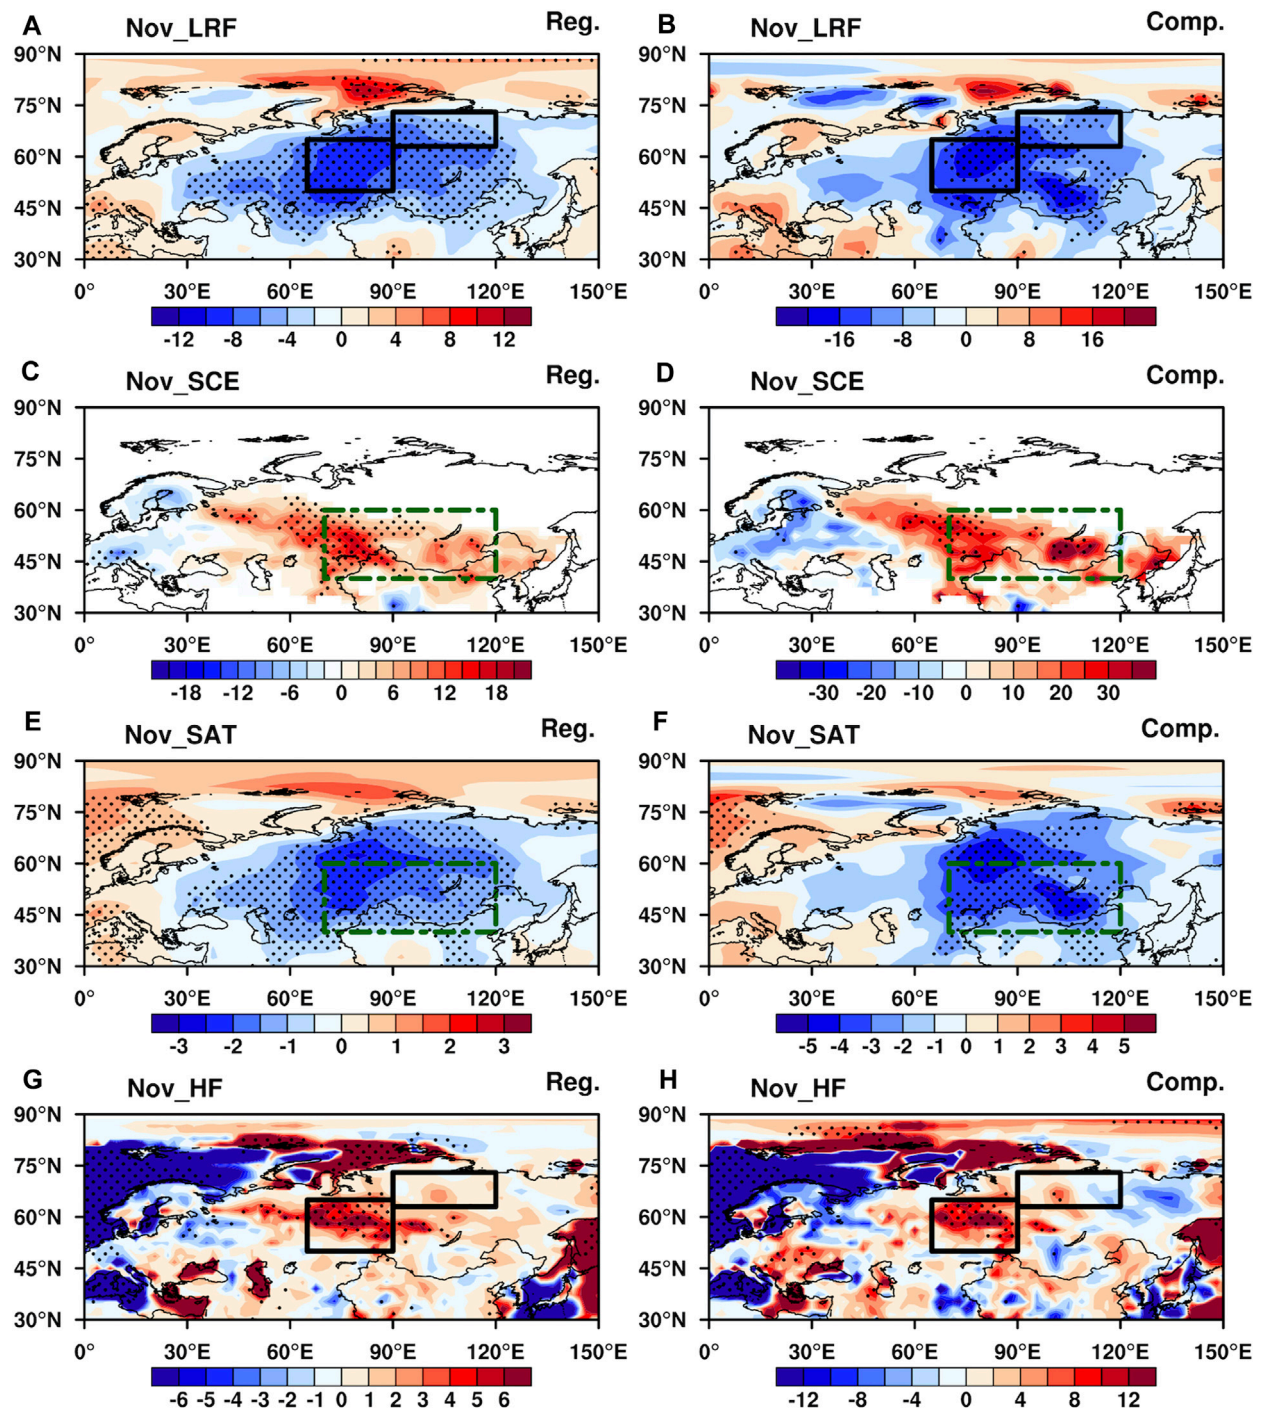 A Nov_LRF Reg.
90°N
75°N
60°N
45°N
30°N
0° 30°E 60°E 90°E 120°E 150°E
-12 -8 -4 0 4 8 12
B Nov_LRF Comp.
90°N
75°N
60°N
45°N
30°N
0° 30°E 60°E 90°E 120°E 150°E
-16 -8 0 8 16
C Nov_SCE Reg.
90°N
75°N
60°N
45°N
30°N
0° 30°E 60°E 90°E 120°E 150°E
-18 -12 -6 0 6 12 18
D Nov_SCE Comp.
90°N
75°N
60°N
45°N
30°N
0° 30°E 60°E 90°E 120°E 150°E
-30 -20 -10 0 10 20 30
E Nov_SAT Reg.
90°N
75°N
60°N
45°N
30°N
0° 30°E 60°E 90°E 120°E 150°E
-3 -2 -1 0 1 2 3
F Nov_SAT Comp.
90°N
75°N
60°N
45°N
30°N
0° 30°E 60°E 90°E 120°E 150°E
-5 -4 -3 -2 -1 0 1 2 3 4 5
G Nov_HF Reg.
90°N
75°N
60°N
45°N
30°N
0° 30°E 60°E 90°E 120°E 150°E
-6 -5 -4 -3 -2 -1 0 1 2 3 4 5 6
H Nov_HF Comp.
90°N
75°N
60°N
45°N
30°N
0° 30°E 60°E 90°E 120°E 150°E
-12 -8 -4 0 4 8 12